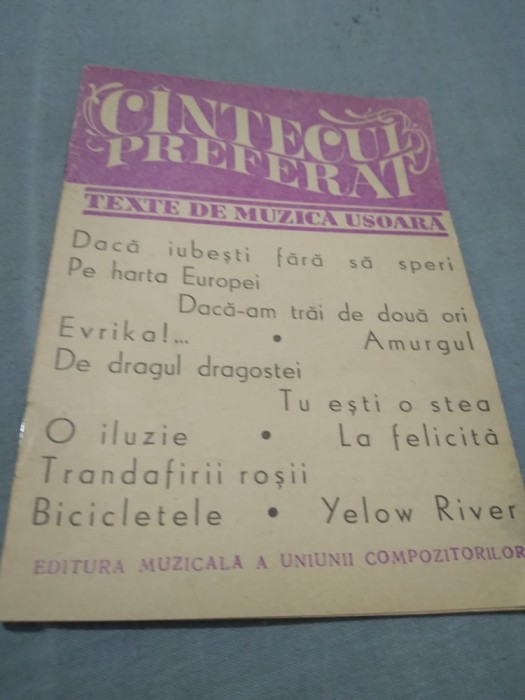 CÎNTECUL
PREFERAT
TEXTE DE MUZICĂ UȘOARĂ
Dacă iubești fără să speri
Pe harta Europei
Dacă-am trăi de două ori
Evrika!... • Amurgul
De dragul dragostei
Tu ești o stea
O iluzie • La felicità
Trandafirii roșii
Bicicletele • Yelow River
EDITURA MUZICALA A UNIUNII COMPOZITORILOR